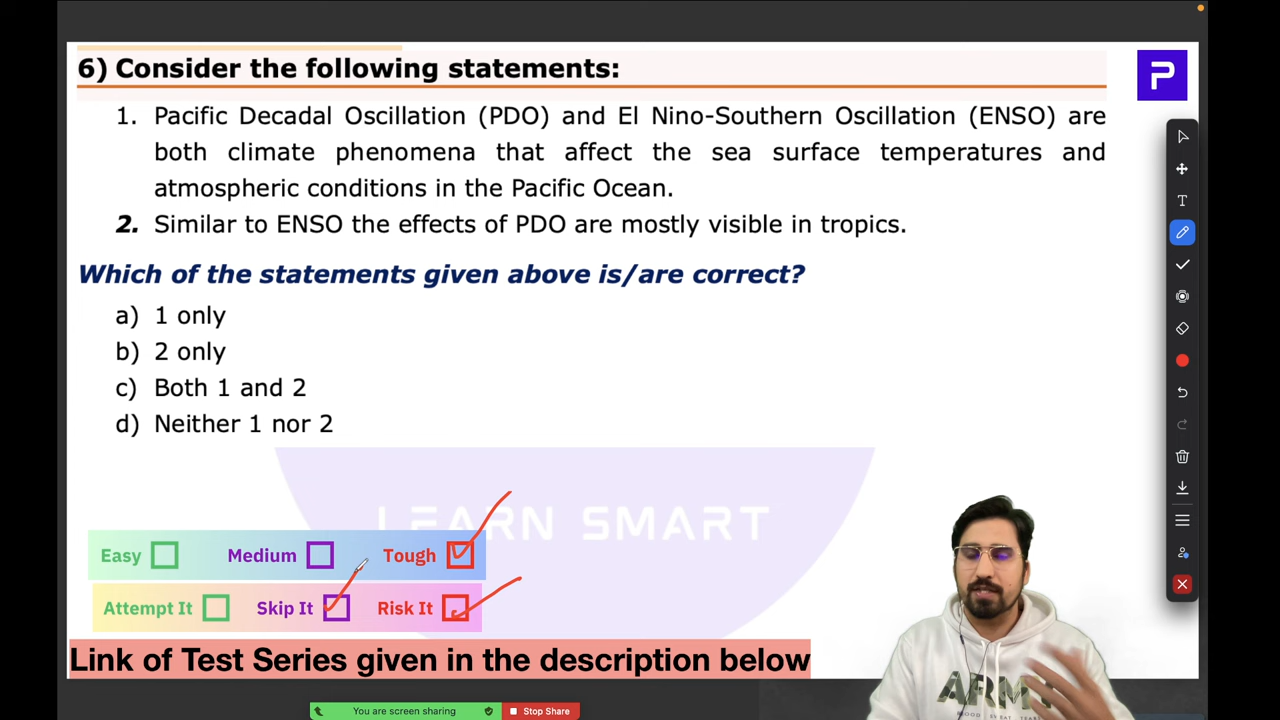 6) Consider the following statements:
1. Pacific Decadal Oscillation (PDO) and El Nino-Southern Oscillation (ENSO) are
both climate phenomena that affect the sea surface temperatures and
atmospheric conditions in the Pacific Ocean.
2. Similar to ENSO the effects of PDO are mostly visible in tropics.
Which of the statements given above is/are correct?
a) 1 only
b) 2 only
c) Both 1 and 2
d) Neither 1 nor 2
LEARN SMART
Easy Medium Tough
Attempt It Skip It Risk It
Link of Test Series given in the description below
ARMY
You are screen sharing Stop Share